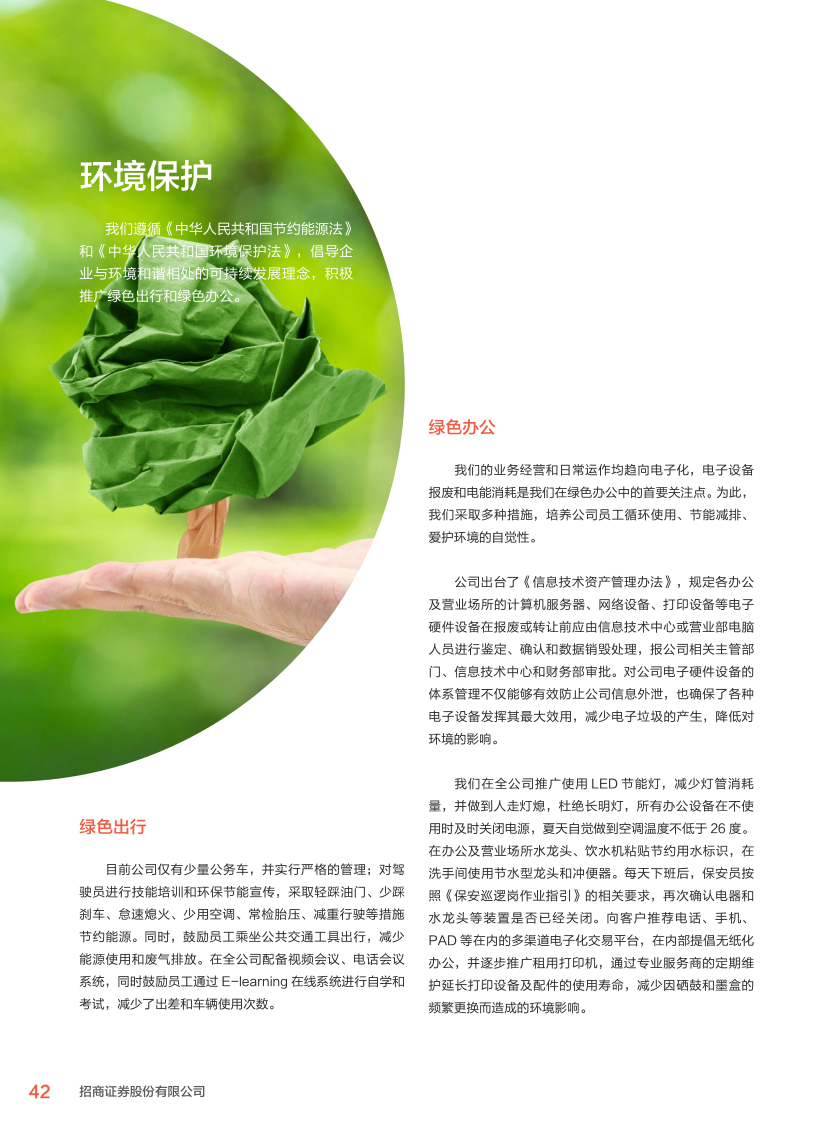 环境保护
我们遵循《中华人民共和国节约能源法》
和《中华人民共和国环境保护法》，倡导企
业与环境和谐相处的可持续发展理念，积极
推广绿色出行和绿色办公。
绿色出行
目前公司仅有少量公务车，并实行严格的管理；对驾
驶员进行技能培训和环保节能宣传，采取轻踩油门、少踩
刹车、怠速熄火、少用空调、常检胎压、减重行驶等措施
节约能源。同时，鼓励员工乘坐公共交通工具出行，减少
能源使用和废气排放。在全公司配备视频会议、电话会议
系统，同时鼓励员工通过 E-learning 在线系统进行自学和
考试，减少了出差和车辆使用次数。
绿色办公
我们的业务经营和日常运作均趋向电子化，电子设备
报废和电能消耗是我们在绿色办公中的首要关注点。为此，
我们采取多种措施，培养公司员工循环使用、节能减排、
爱护环境的自觉性。
公司出台了《信息技术资产管理办法》，规定各办公
及营业场所的计算机服务器、网络设备、打印设备等电子
硬件设备在报废或转让前应由信息技术中心或营业部电脑
人员进行鉴定、确认和数据销毁处理，报公司相关主管部
门、信息技术中心和财务部审批。对公司电子硬件设备的
体系管理不仅能够有效防止公司信息外泄，也确保了各种
电子设备发挥其最大效用，减少电子垃圾的产生，降低对
环境的影响。
我们在全公司推广使用 LED 节能灯，减少灯管消耗
量，并做到人走灯熄，杜绝长明灯，所有办公设备在不使
用时及时关闭电源，夏天自觉做到空调温度不低于 26 度。
在办公及营业场所水龙头、饮水机粘贴节约用水标识，在
洗手间使用节水型龙头和冲便器。每天下班后，保安员按
照《保安巡逻岗作业指引》的相关要求，再次确认电器和
水龙头等装置是否已经关闭。向客户推荐电话、手机、
PAD 等在内的多渠道电子化交易平台，在内部提倡无纸化
办公，并逐步推广租用打印机，通过专业服务商的定期维
护延长打印设备及配件的使用寿命，减少因硒鼓和墨盒的
频繁更换而造成的环境影响。
42 招商证券股份有限公司